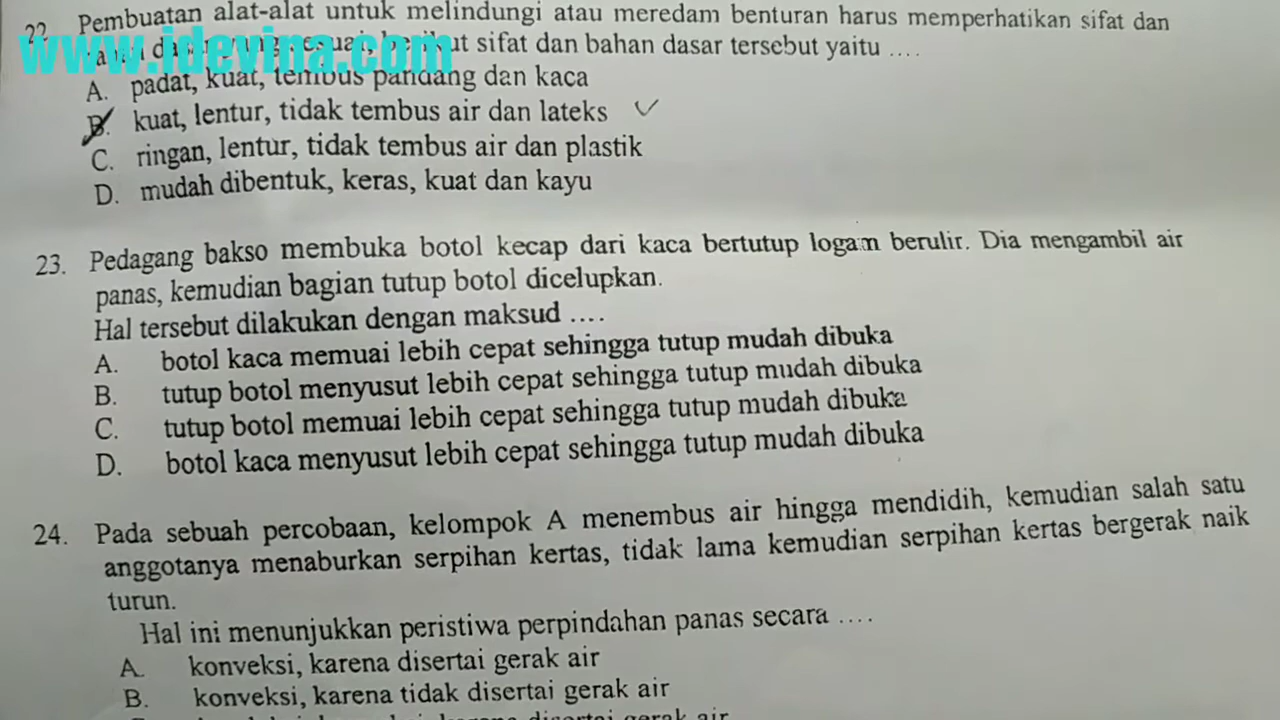 22. Pembuatan alat-alat untuk melindungi atau meredam benturan harus memperhatikan sifat dan
sifat dan bahan dasar tersebut yaitu ....
www.idevina.com
A. padat, kuat, tembus pandang dan kaca
B. kuat, lentur, tidak tembus air dan lateks
C. ringan, lentur, tidak tembus air dan plastik
D. mudah dibentuk, keras, kuat dan kayu
23. Pedagang bakso membuka botol kecap dari kaca bertutup logam berulir. Dia mengambil air
panas, kemudian bagian tutup botol dicelupkan.
Hal tersebut dilakukan dengan maksud ....
A. botol kaca memuai lebih cepat sehingga tutup mudah dibuka
B. tutup botol menyusut lebih cepat sehingga tutup mudah dibuka
C. tutup botol memuai lebih cepat sehingga tutup mudah dibuka
D. botol kaca menyusut lebih cepat sehingga tutup mudah dibuka
24. Pada sebuah percobaan, kelompok A menembus air hingga mendidih, kemudian salah satu
anggotanya menaburkan serpihan kertas, tidak lama kemudian serpihan kertas bergerak naik
turun.
Hal ini menunjukkan peristiwa perpindahan panas secara ....
A. konveksi, karena disertai gerak air
B. konveksi, karena tidak disertai gerak air
disertai gerak air